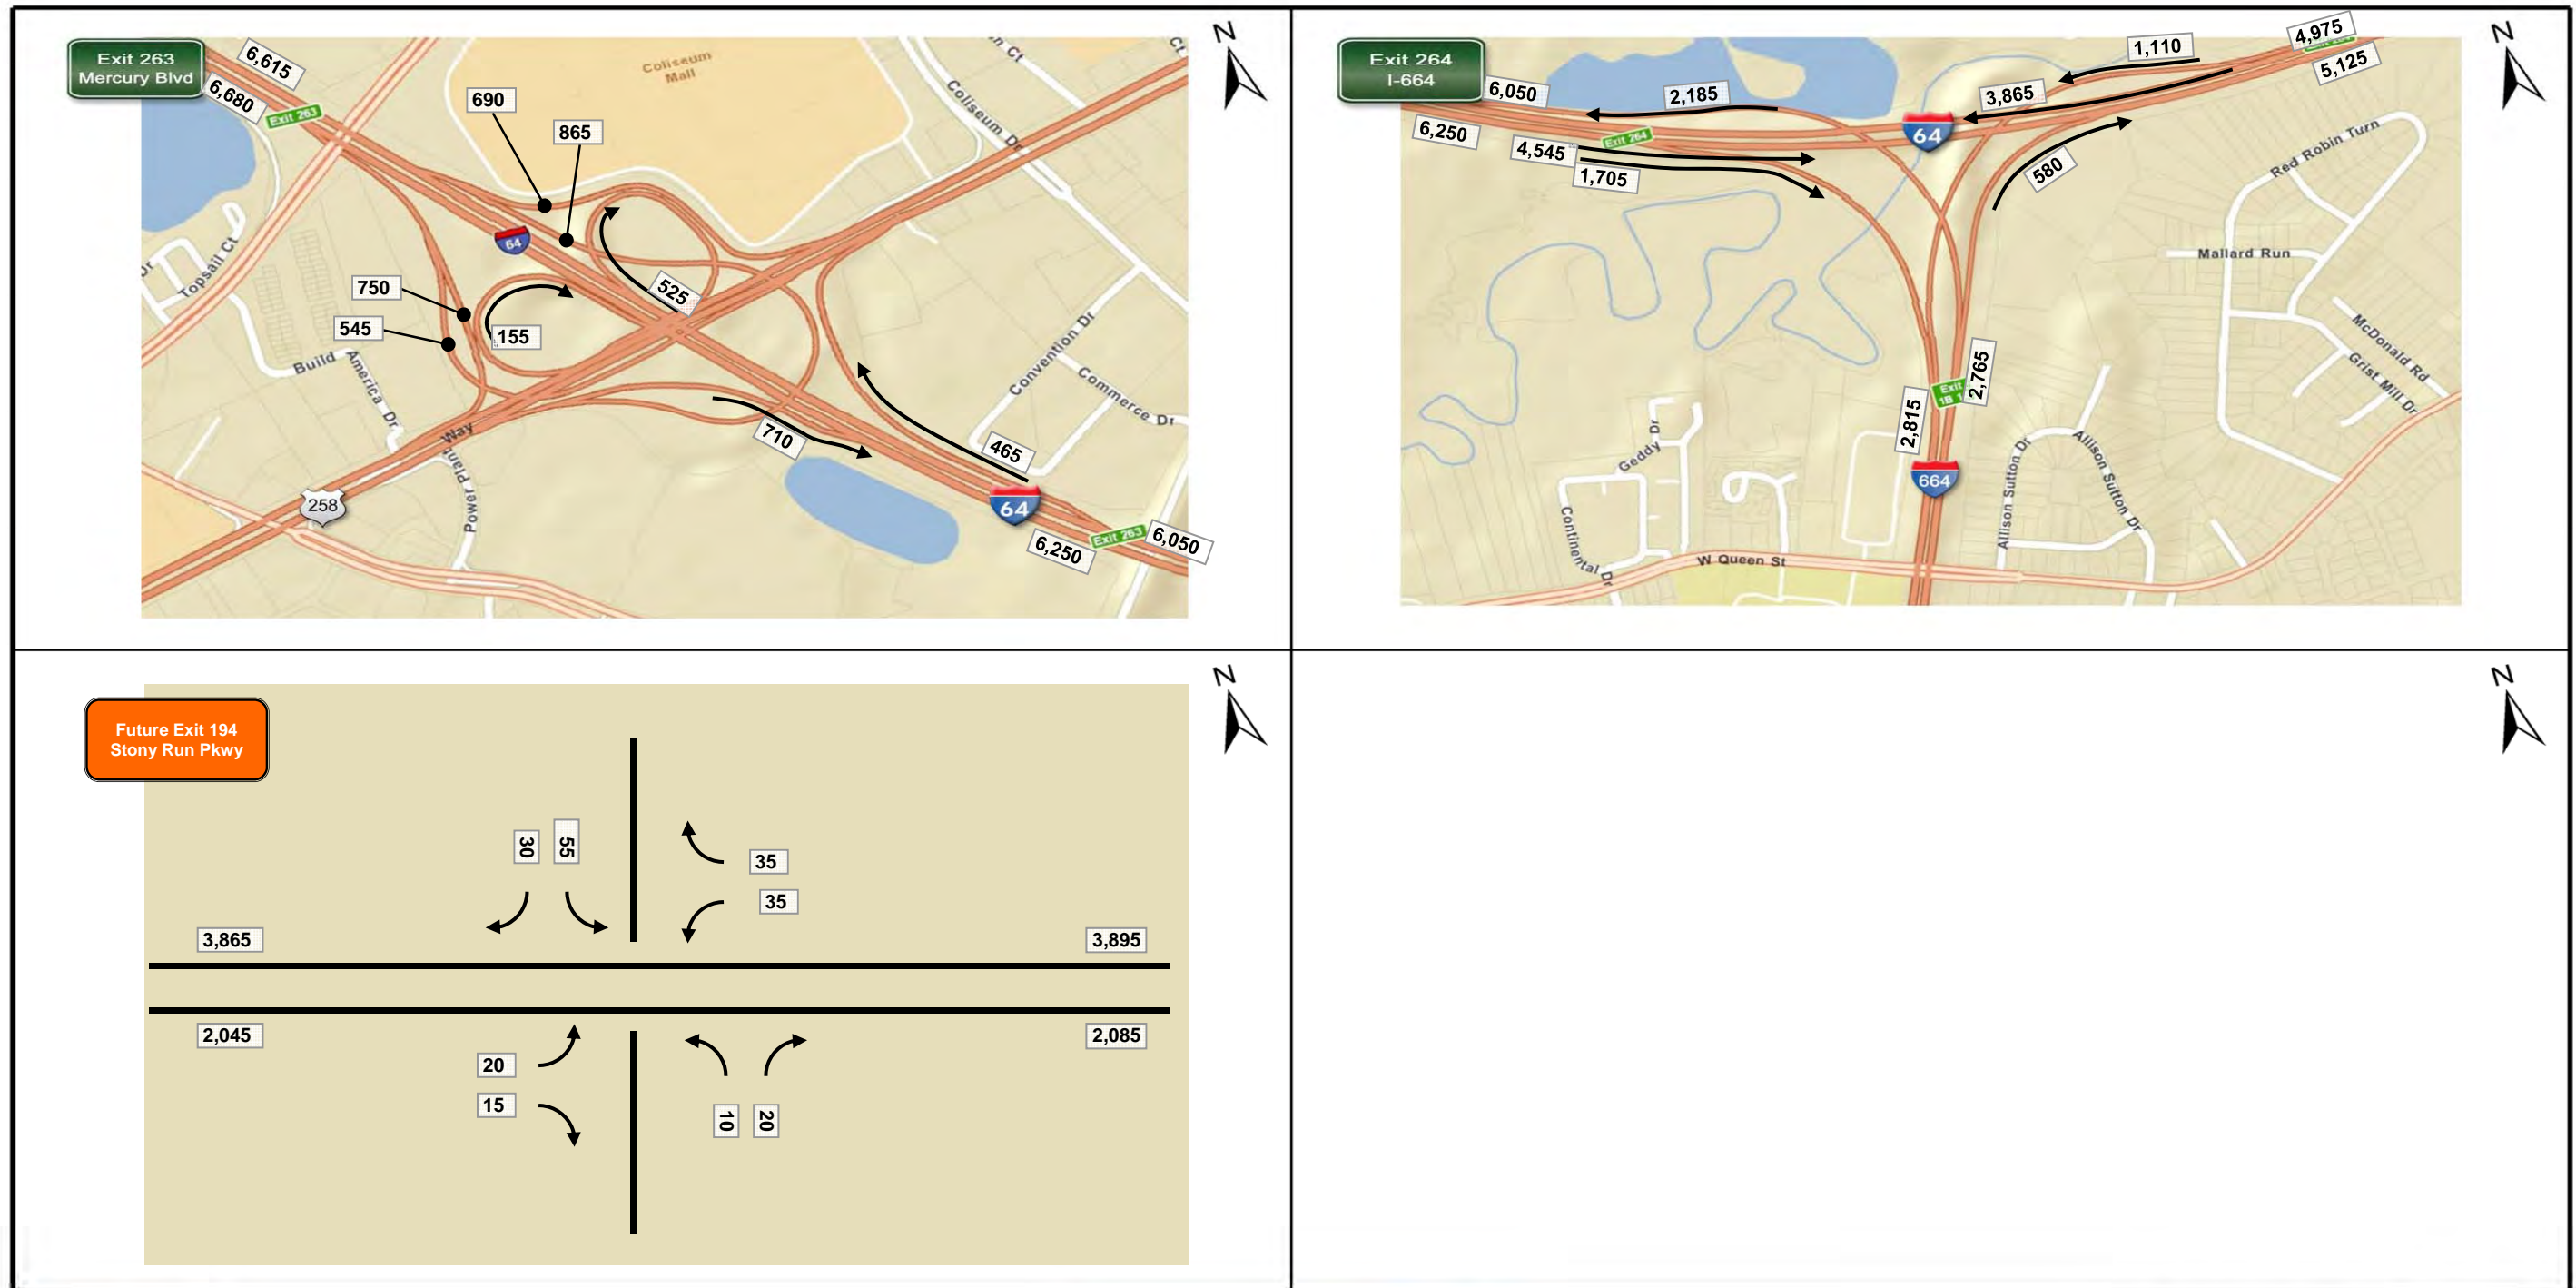 Exit 263
Mercury Blvd
6,615
6,680
Exit 263
690
865
Coliseum
Mall
Coliseum Dr
n Ct
Ct
N
64
525
750
545
155
Topsail Ct
Dr
Build America Dr
Power Plant Way
258
710
465
Convention Dr
Commerce Dr
64
Exit 263
6,250
6,050
Exit 264
I-664
6,050
6,250
2,185
Exit 264
4,545
1,705
64
3,865
1,110
4,975
5,125
580
N
Red Robin Turn
Mallard Run
McDonald Rd
Grist Mill Dr
2,815
2,765
Exit
1B 1
664
Geddy Dr
Continental Dr
W Queen St
Allison Sutton Dr
Allison Sutton Dr
Future Exit 194
Stony Run Pkwy
N
30
55
35
35
3,865
3,895
2,045
2,085
20
15
10
20
N